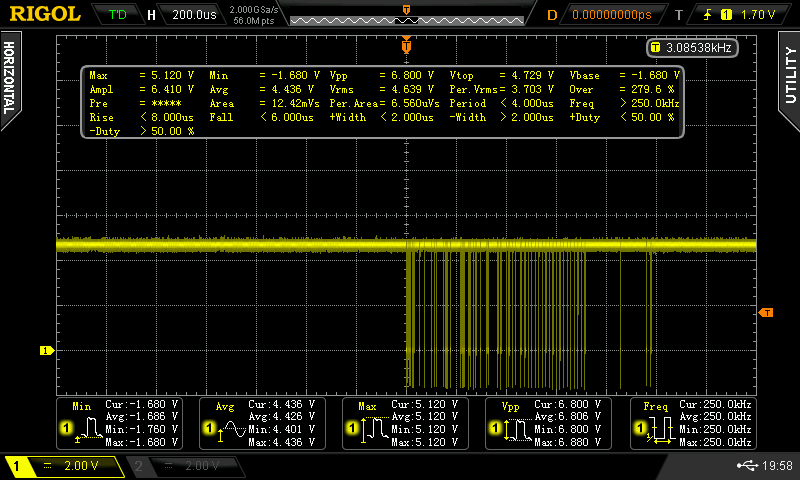 RIGOL T'D H 200.0us 2.000GSa/s 56.0M pts D 0.00000000ps T 1 1.70 V
HORIZONTAL
UTILITY
T 3.08538kHz
Max = 5.120 V Min = -1.680 V Vpp = 6.800 V Vtop = 4.729 V Vbase = -1.680 V
Ampl = 6.410 V Avg = 4.436 V Vrms = 4.639 V Per.Vrms= 3.703 V Over = 279.6 %
Pre = ***** Area = 12.42mVs Per.Area= 6.560uVs Period < 4.000us Freq > 250.0kHz
Rise < 8.000us Fall < 6.000us +Width < 2.000us -Width > 2.000us +Duty < 50.00 %
-Duty > 50.00 %
T
T
1
Min
1
Cur:-1.680 V
Avg:-1.686 V
Min:-1.760 V
Max:-1.680 V
Avg
1
Cur:4.436 V
Avg:4.426 V
Min:4.401 V
Max:4.436 V
Max
1
Cur:5.120 V
Avg:5.120 V
Min:5.120 V
Max:5.120 V
Vpp
1
Cur:6.800 V
Avg:6.806 V
Min:6.800 V
Max:6.880 V
Freq
1
Cur:250.0kHz
Avg:250.0kHz
Min:250.0kHz
Max:250.0kHz
1 2.00 V 2 2.00 V 19:58